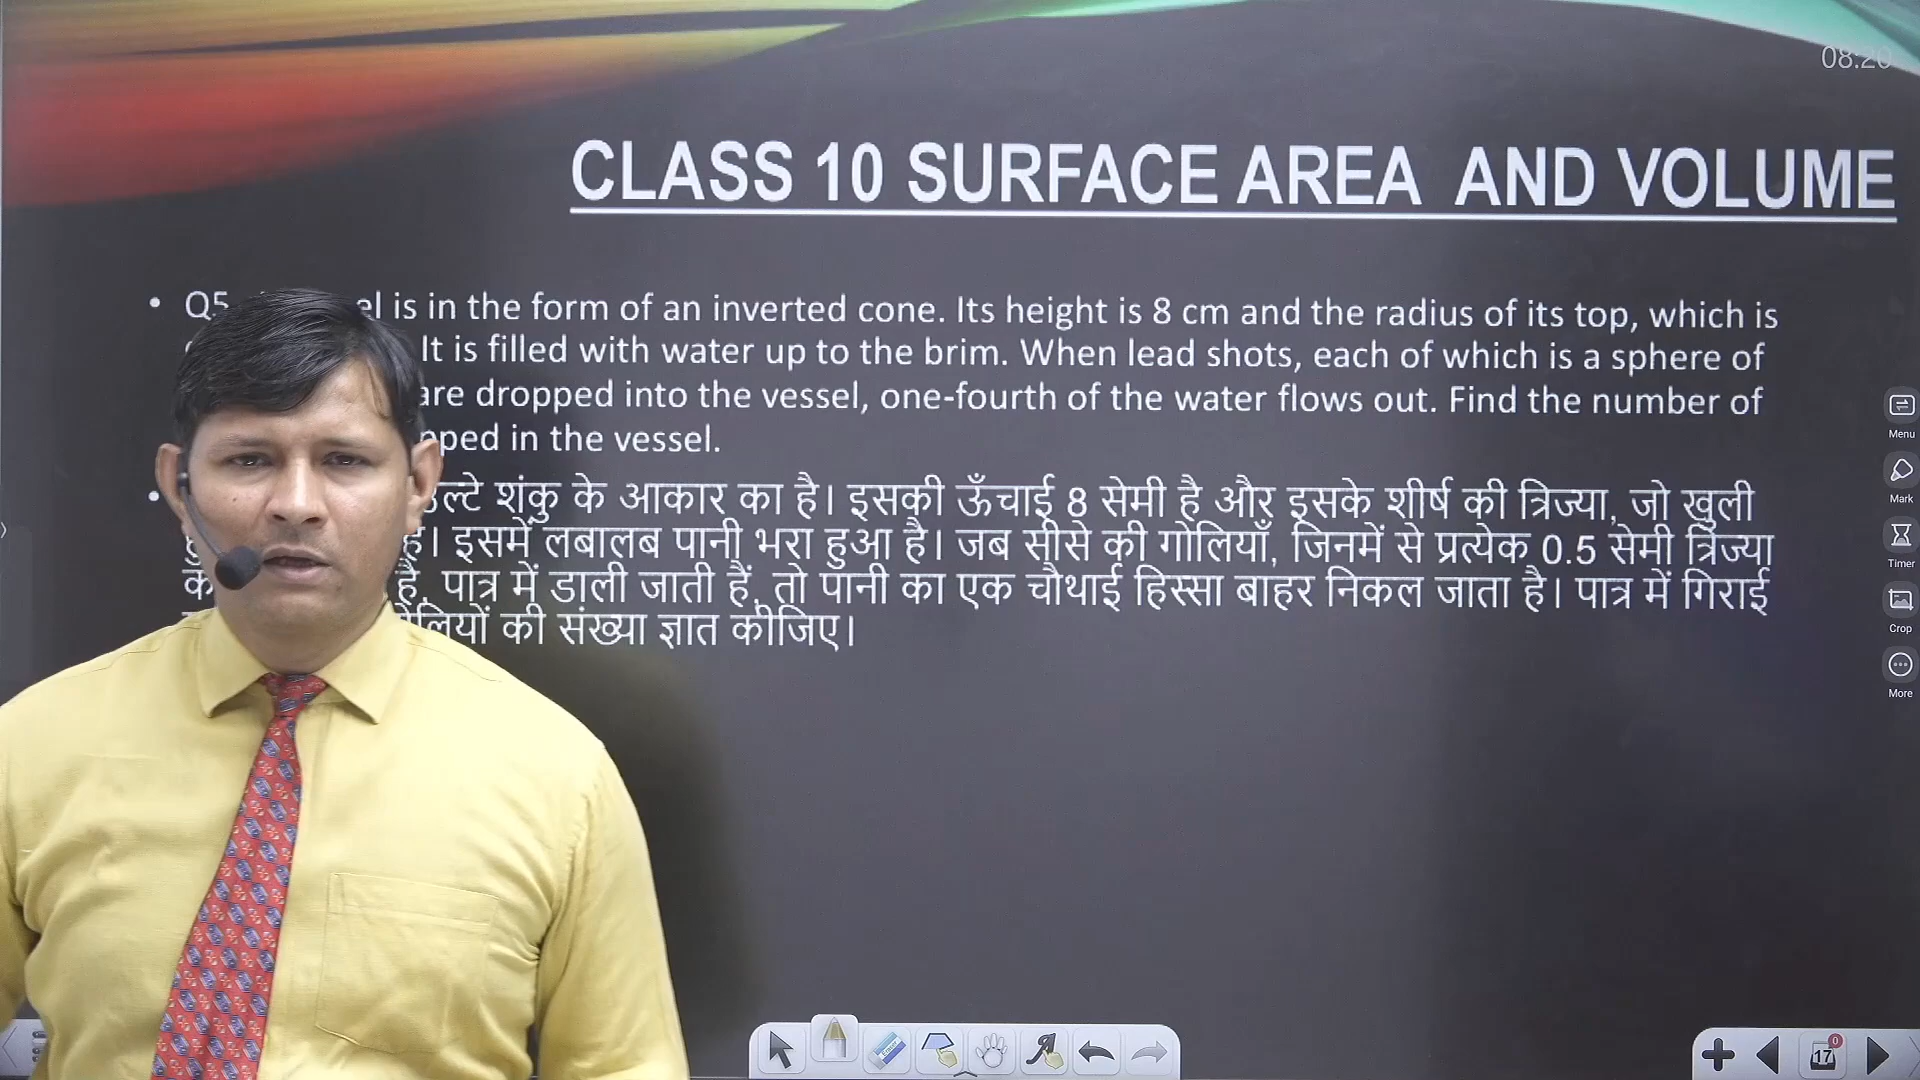 08:20
CLASS 10 SURFACE AREA AND VOLUME
• Q5 is in the form of an inverted cone. Its height is 8 cm and the radius of its top, which is
It is filled with water up to the brim. When lead shots, each of which is a sphere of
are dropped into the vessel, one-fourth of the water flows out. Find the number of
in the vessel.
• शंकु के आकार का है। इसकी ऊँचाई 8 सेमी है और इसके शीर्ष की त्रिज्या, जो खुली
है। इसमें लबालब पानी भरा हुआ है। जब सीसे की गोलियाँ, जिनमें से प्रत्येक 0.5 सेमी त्रिज्या
हैं, पात्र में डाली जाती हैं, तो पानी का एक चौथाई हिस्सा बाहर निकल जाता है। पात्र में गिराई
की संख्या ज्ञात कीजिए।
Menu
Mark
Timer
Crop
More
17
0